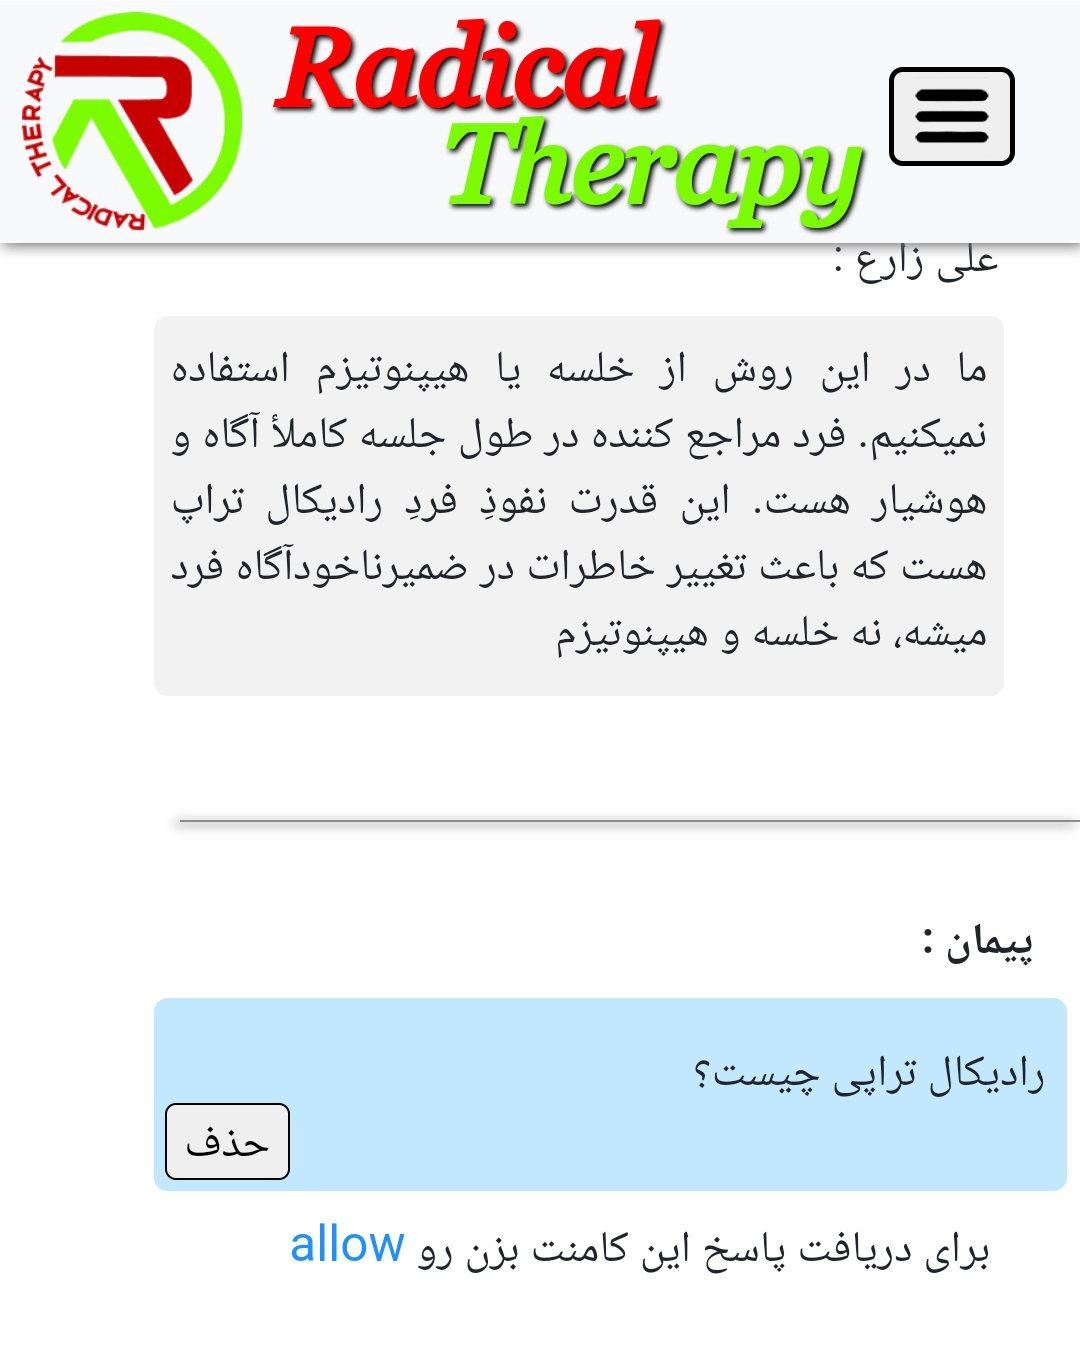 RADICAL THERAPY
Radical
Therapy
علی زارع :
ما در این روش از خلسه یا هیپنوتیزم استفاده
نمیکنیم. فرد مراجع کننده در طول جلسه کاملأ آگاه و
هوشیار هست. این قدرت نفوذِ فردِ رادیکال تراپ
هست که باعث تغییر خاطرات در ضمیرناخودآگاه فرد
میشه، نه خلسه و هیپنوتیزم
پیمان :
رادیکال تراپی چیست؟
حذف
برای دریافت پاسخ این کامنت بزن رو allow